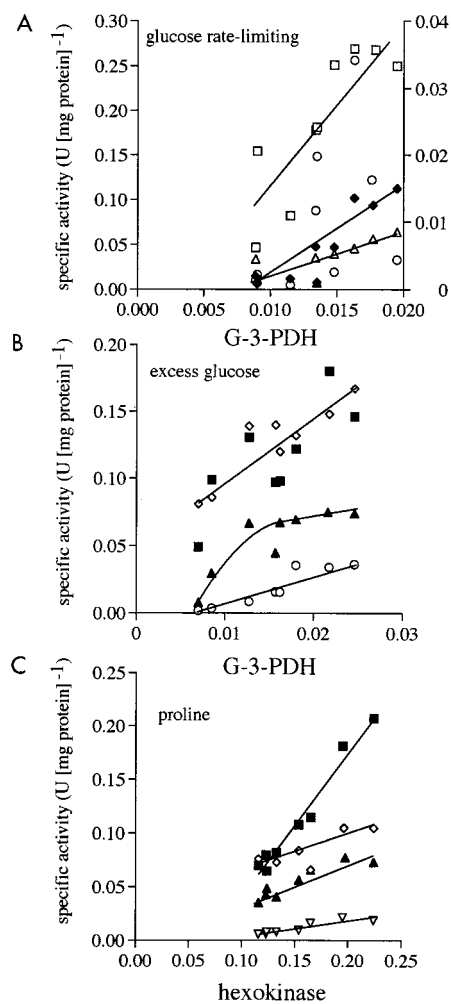 A
glucose rate-limiting
specific activity (U [mg protein]⁻¹)
0.30
0.25
0.20
0.15
0.10
0.05
0.00
0.04
0.03
0.02
0.01
0
0.000 0.005 0.010 0.015 0.020
G-3-PDH
B
excess glucose
specific activity (U [mg protein]⁻¹)
0.20
0.15
0.10
0.05
0.00
0 0.01 0.02 0.03
G-3-PDH
C
proline
specific activity (U [mg protein]⁻¹)
0.25
0.20
0.15
0.10
0.05
0.00
0.00 0.05 0.10 0.15 0.20 0.25
hexokinase